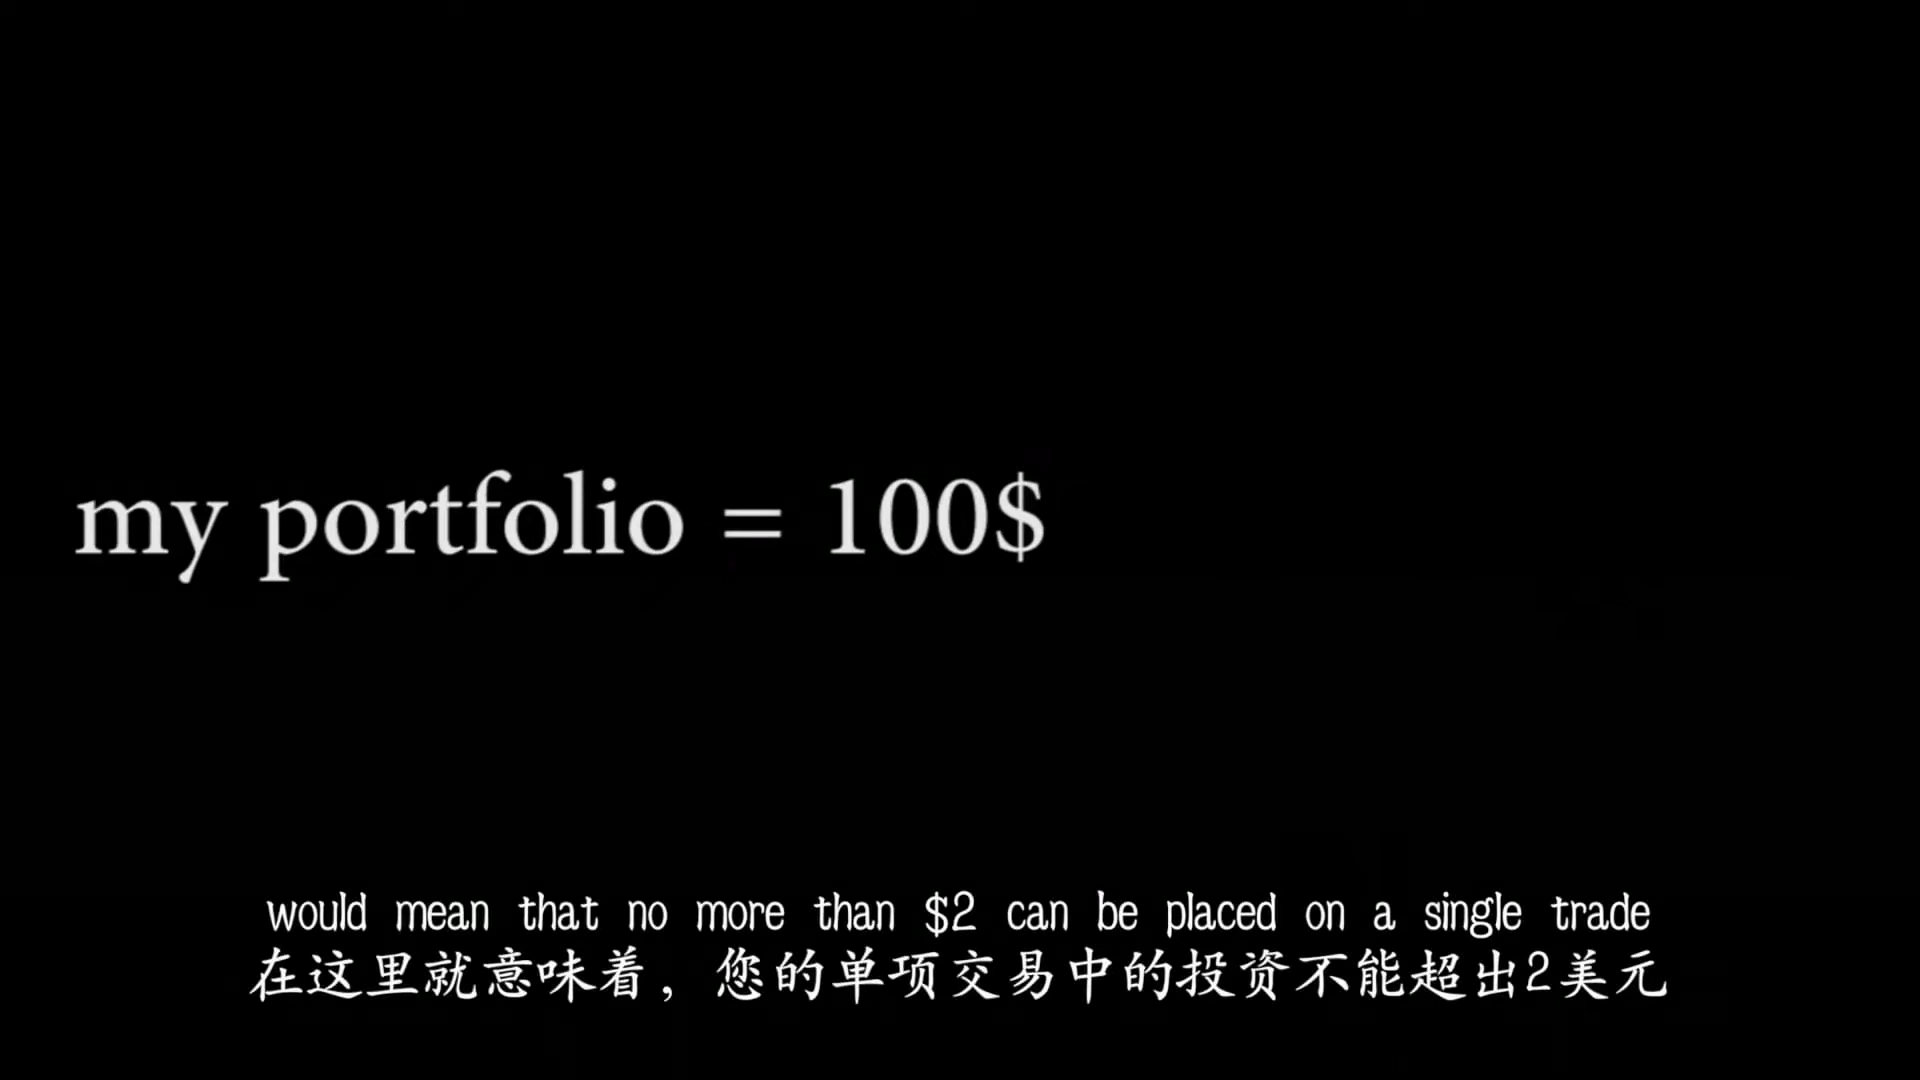 my portfolio = 100$
would mean that no more than $2 can be placed on a single trade
在这里就意味着，您的单项交易中的投资不能超出2美元